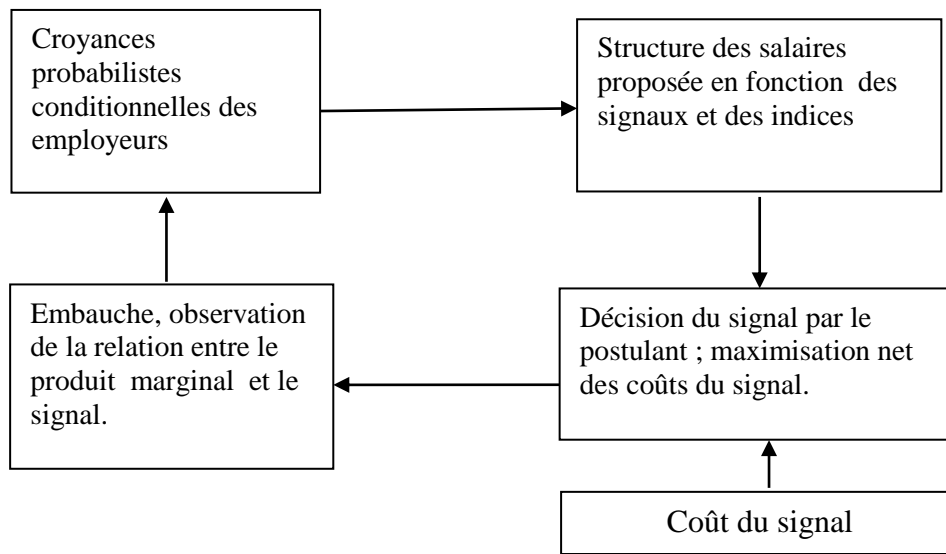 Croyances
probabilistes
conditionnelles des
employeurs
Structure des salaires
proposée en fonction des
signaux et des indices
Embauche, observation
de la relation entre le
produit marginal et le
signal.
Décision du signal par le
postulant ; maximisation net
des coûts du signal.
Coût du signal